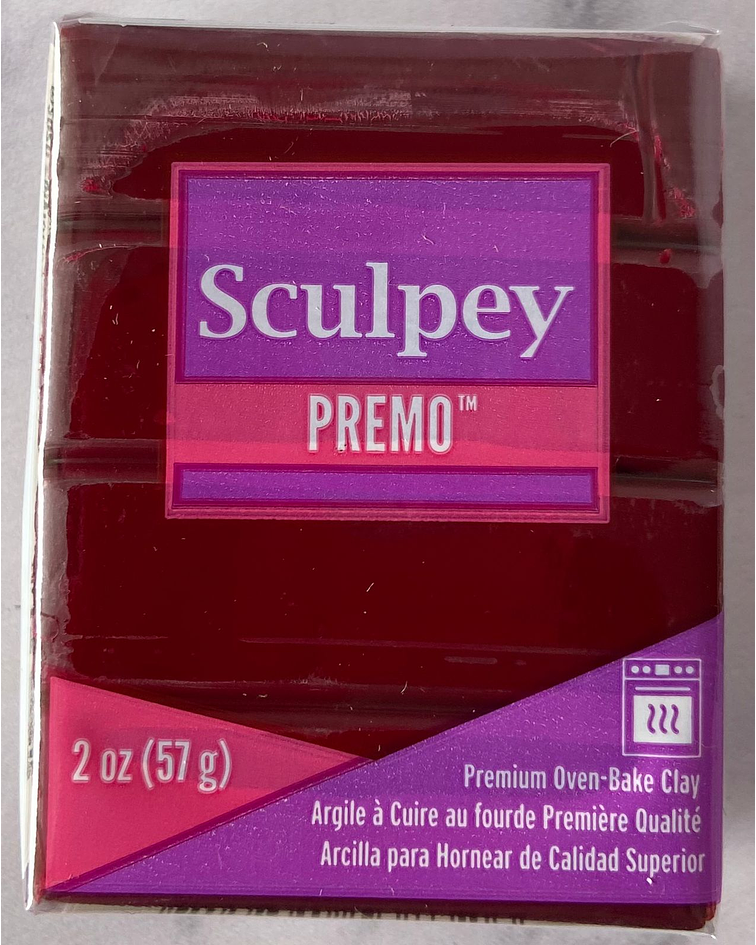 Sculpey
PREMO™
2 oz (57 g)
Premium Oven-Bake Clay
Argile à Cuire au fourde Première Qualité
Arcilla para Hornear de Calidad Superior